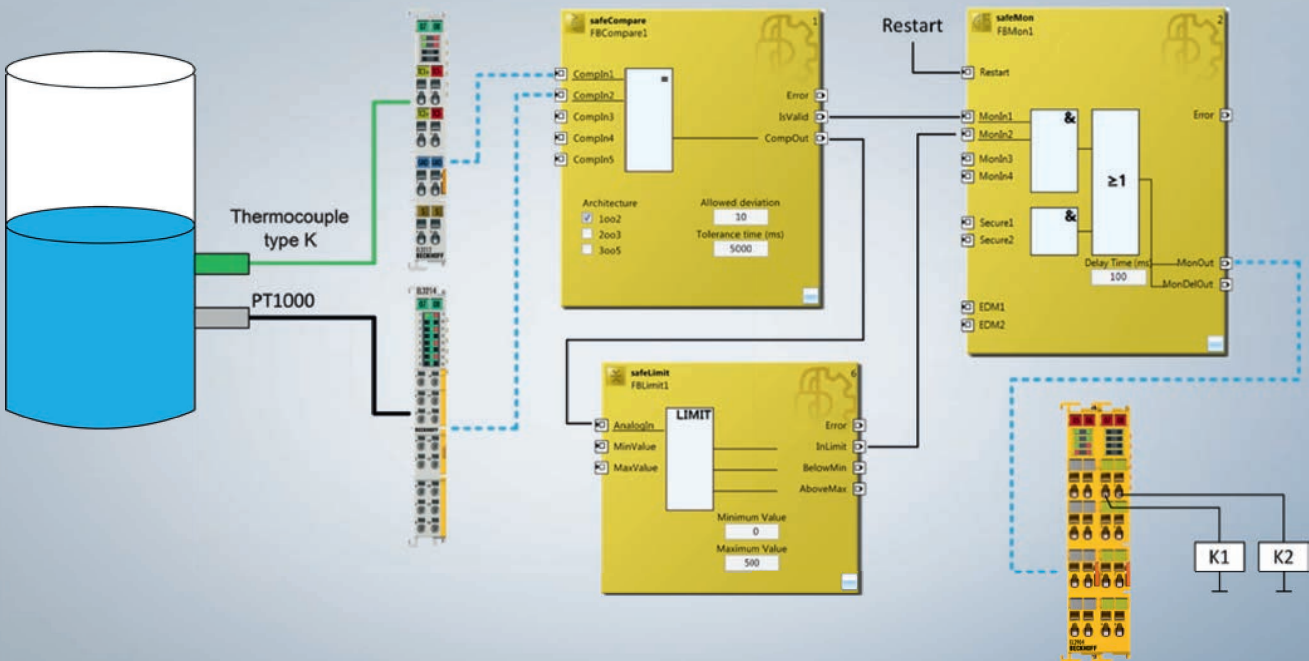 Thermocouple
type K
PT1000
BECKHOFF
EL3214
safeCompare
FBCompare1
1
CompIn1
CompIn2
CompIn3
CompIn4
CompIn5
=
Error
IsValid
CompOut
Architecture
1oo2
2oo3
3oo5
Allowed deviation
10
Tolerance time (ms)
5000
safeLimit
FBLimit1
6
AnalogIn
MinValue
MaxValue
LIMIT
Error
InLimit
BelowMin
AboveMax
Minimum Value
0
Maximum Value
500
Restart
safeMon
FBMon1
2
Restart
MonIn1
MonIn2
MonIn3
MonIn4
Secure1
Secure2
EDM1
EDM2
&
&
≥1
Error
Delay Time (ms)
100
MonOut
MonDelOut
K1
K2
EL2904
BECKHOFF